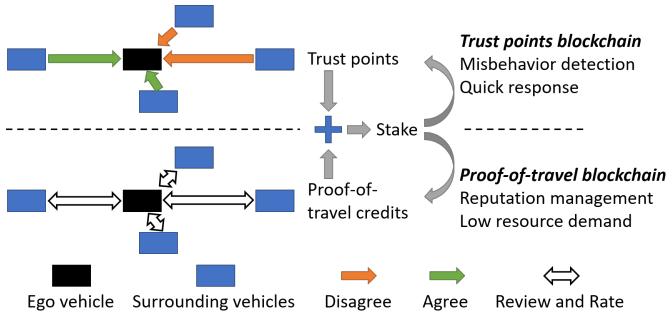 Trust points
Stake
Proof-of-
travel credits
Trust points blockchain
Misbehavior detection
Quick response
Proof-of-travel blockchain
Reputation management
Low resource demand
Ego vehicle
Surrounding vehicles
Disagree
Agree
Review and Rate